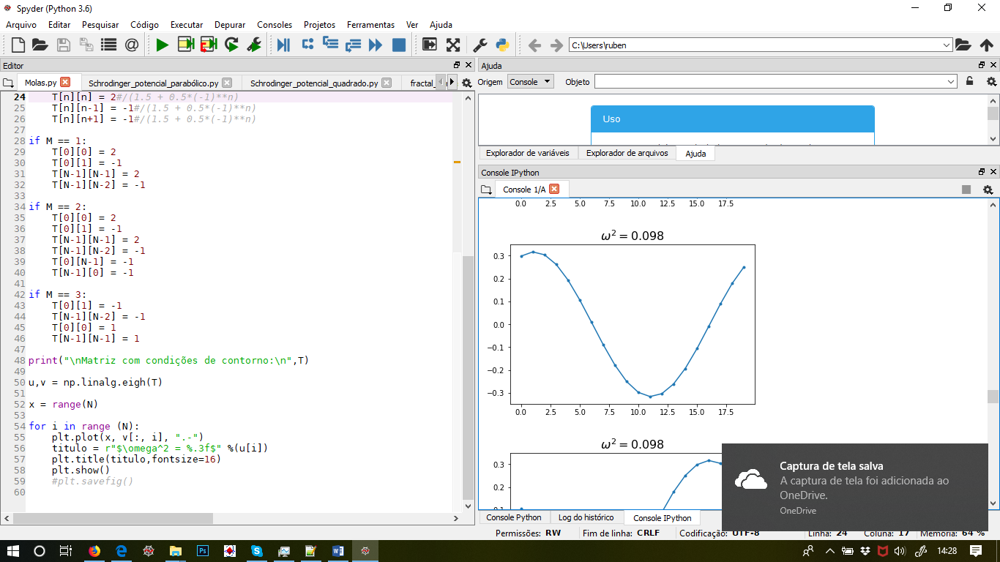 Spyder (Python 3.6)
Arquivo Editar Pesquisar Código Executar Depurar Consoles Projetos Ferramentas Ver Ajuda
C:\Users\ruben
Editor
Molas.py Schrodinger_potencial_parabólico.py Schrodinger_potencial_quadrado.py
24 T[n][n] = 2#/(1.5 + 0.5*(-1)**n)
25 T[n][n-1] = -1#/(1.5 + 0.5*(-1)**n)
26 T[n][n+1] = -1#/(1.5 + 0.5*(-1)**n)
27
28 if M == 1:
29 T[0][0] = 2
30 T[0][1] = -1
31 T[N-1][N-1] = 2
32 T[N-1][N-2] = -1
33
34 if M == 2:
35 T[0][0] = 2
36 T[0][1] = -1
37 T[N-1][N-1] = 2
38 T[N-1][N-2] = -1
39 T[0][N-1] = -1
40 T[N-1][0] = -1
41
42 if M == 3:
43 T[0][1] = -1
44 T[N-1][N-2] = -1
45 T[0][0] = 1
46 T[N-1][N-1] = 1
47
48 print("\nMatriz com condições de contorno:\n",T)
49
50 u,v = np.linalg.eigh(T)
51
52 x = range(N)
53
54 for i in range (N):
55 plt.plot(x, v[:, i], ".-")
56 titulo = r"$\omega^2 = %.3f$" %(u[i])
57 plt.title(titulo,fontsize=16)
58 plt.show()
59 #plt.savefig()
60
Ajuda
Origem Console Objeto
Uso
Explorador de variáveis Explorador de arquivos Ajuda
Console IPython
Console 1/A
0.0 2.5 5.0 7.5 10.0 12.5 15.0 17.5
ω² = 0.098
0.3
0.2
0.1
0.0
−0.1
−0.2
−0.3
0.0 2.5 5.0 7.5 10.0 12.5 15.0 17.5
ω² = 0.098
0.3
0.2
0.1
Captura de tela salva
A captura de tela foi adicionada ao
OneDrive.
OneDrive
Console Python Log do histórico Console IPython
Permissões: RW Fim de linha: CRLF Codificação: UTF-8 Linha: 24 Coluna: 17 Memória: 64 %
14:28